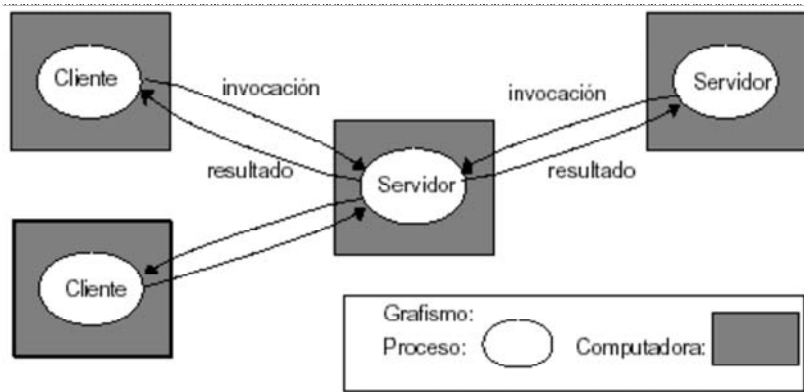 Cliente
invocación
resultado
Servidor
invocación
resultado
Servidor
Cliente
Grafismo:
Proceso:
Computadora: